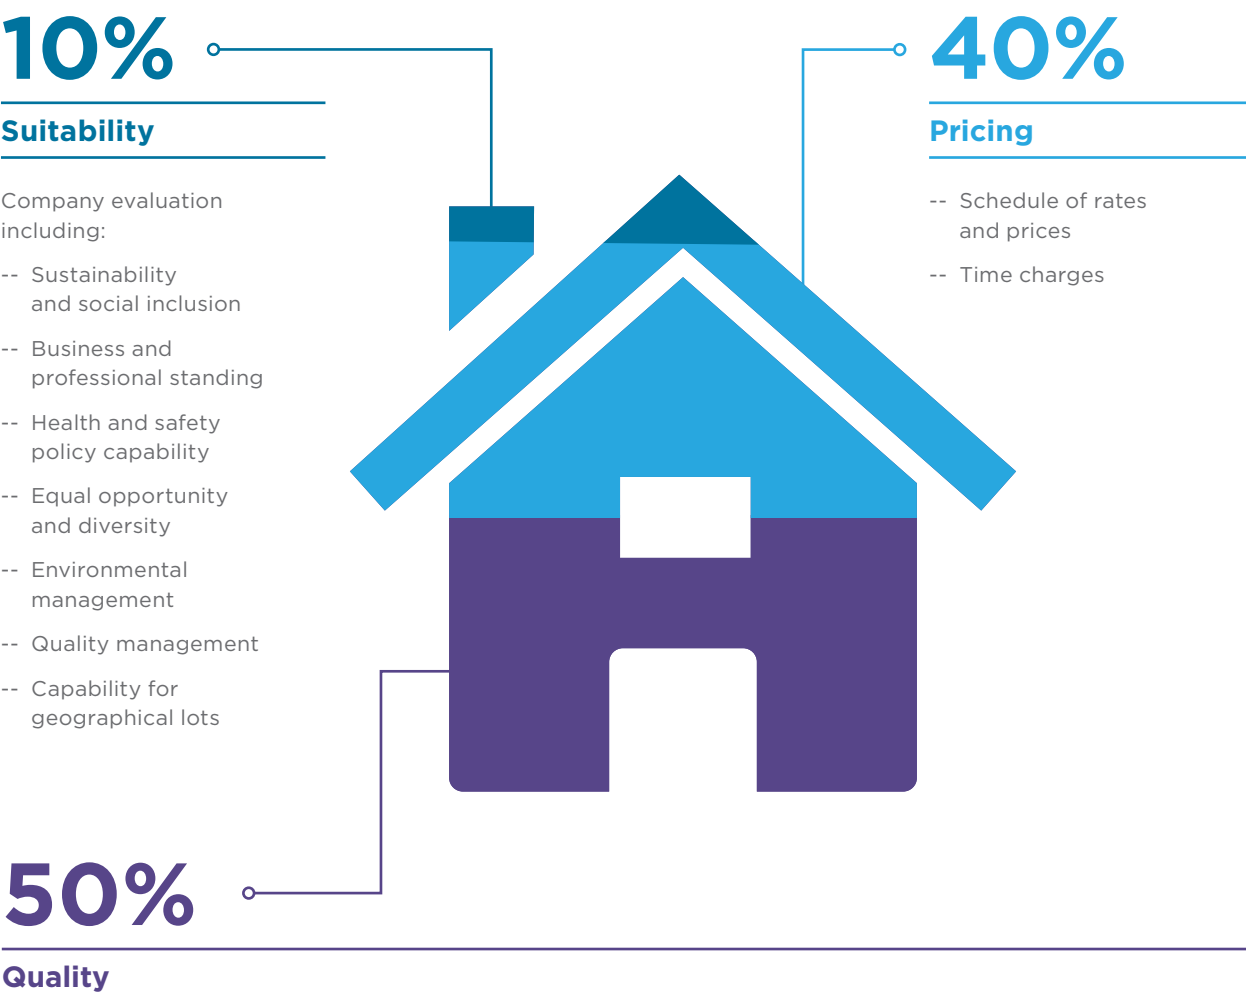 10%
Suitability
Company evaluation
including:
-- Sustainability
and social inclusion
-- Business and
professional standing
-- Health and safety
policy capability
-- Equal opportunity
and diversity
-- Environmental
management
-- Quality management
-- Capability for
geographical lots
40%
Pricing
-- Schedule of rates
and prices
-- Time charges
50%
Quality